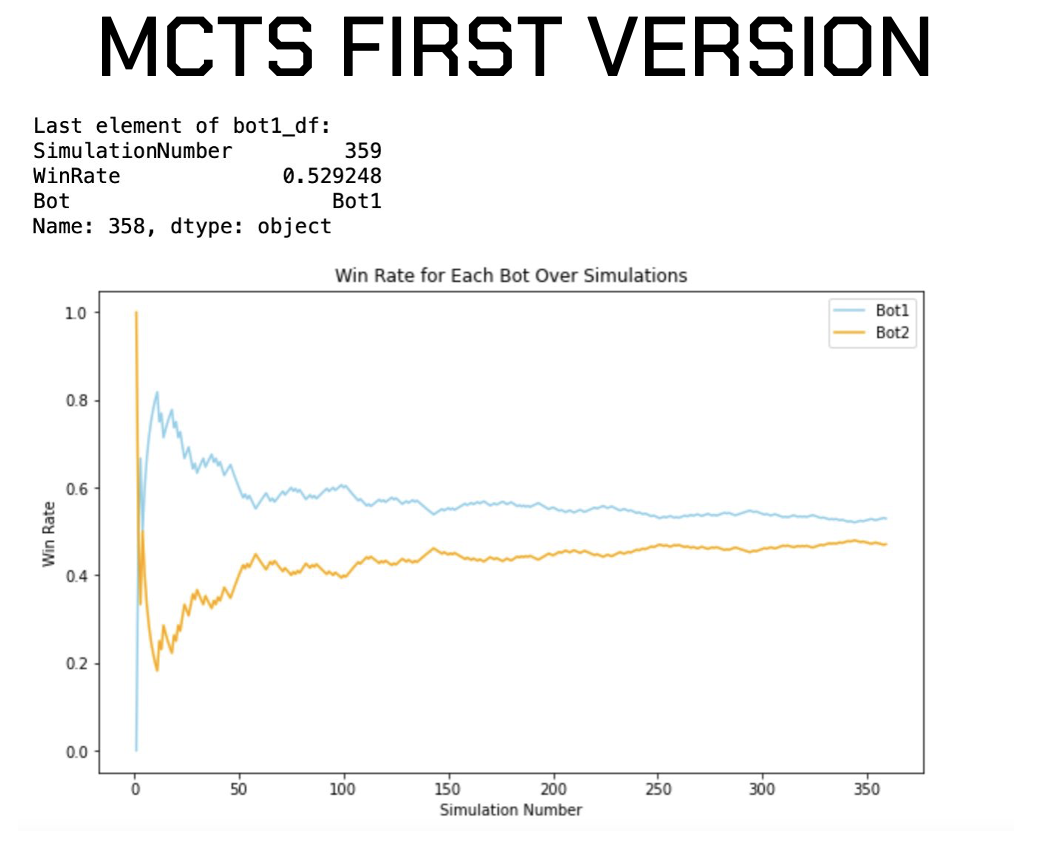 MCTS FIRST VERSION
Last element of bot1_df:
SimulationNumber 359
WinRate 0.529248
Bot Bot1
Name: 358, dtype: object
Win Rate for Each Bot Over Simulations
Bot1
Bot2
Win Rate
1.0
0.8
0.6
0.4
0.2
0.0
0 50 100 150 200 250 300 350
Simulation Number